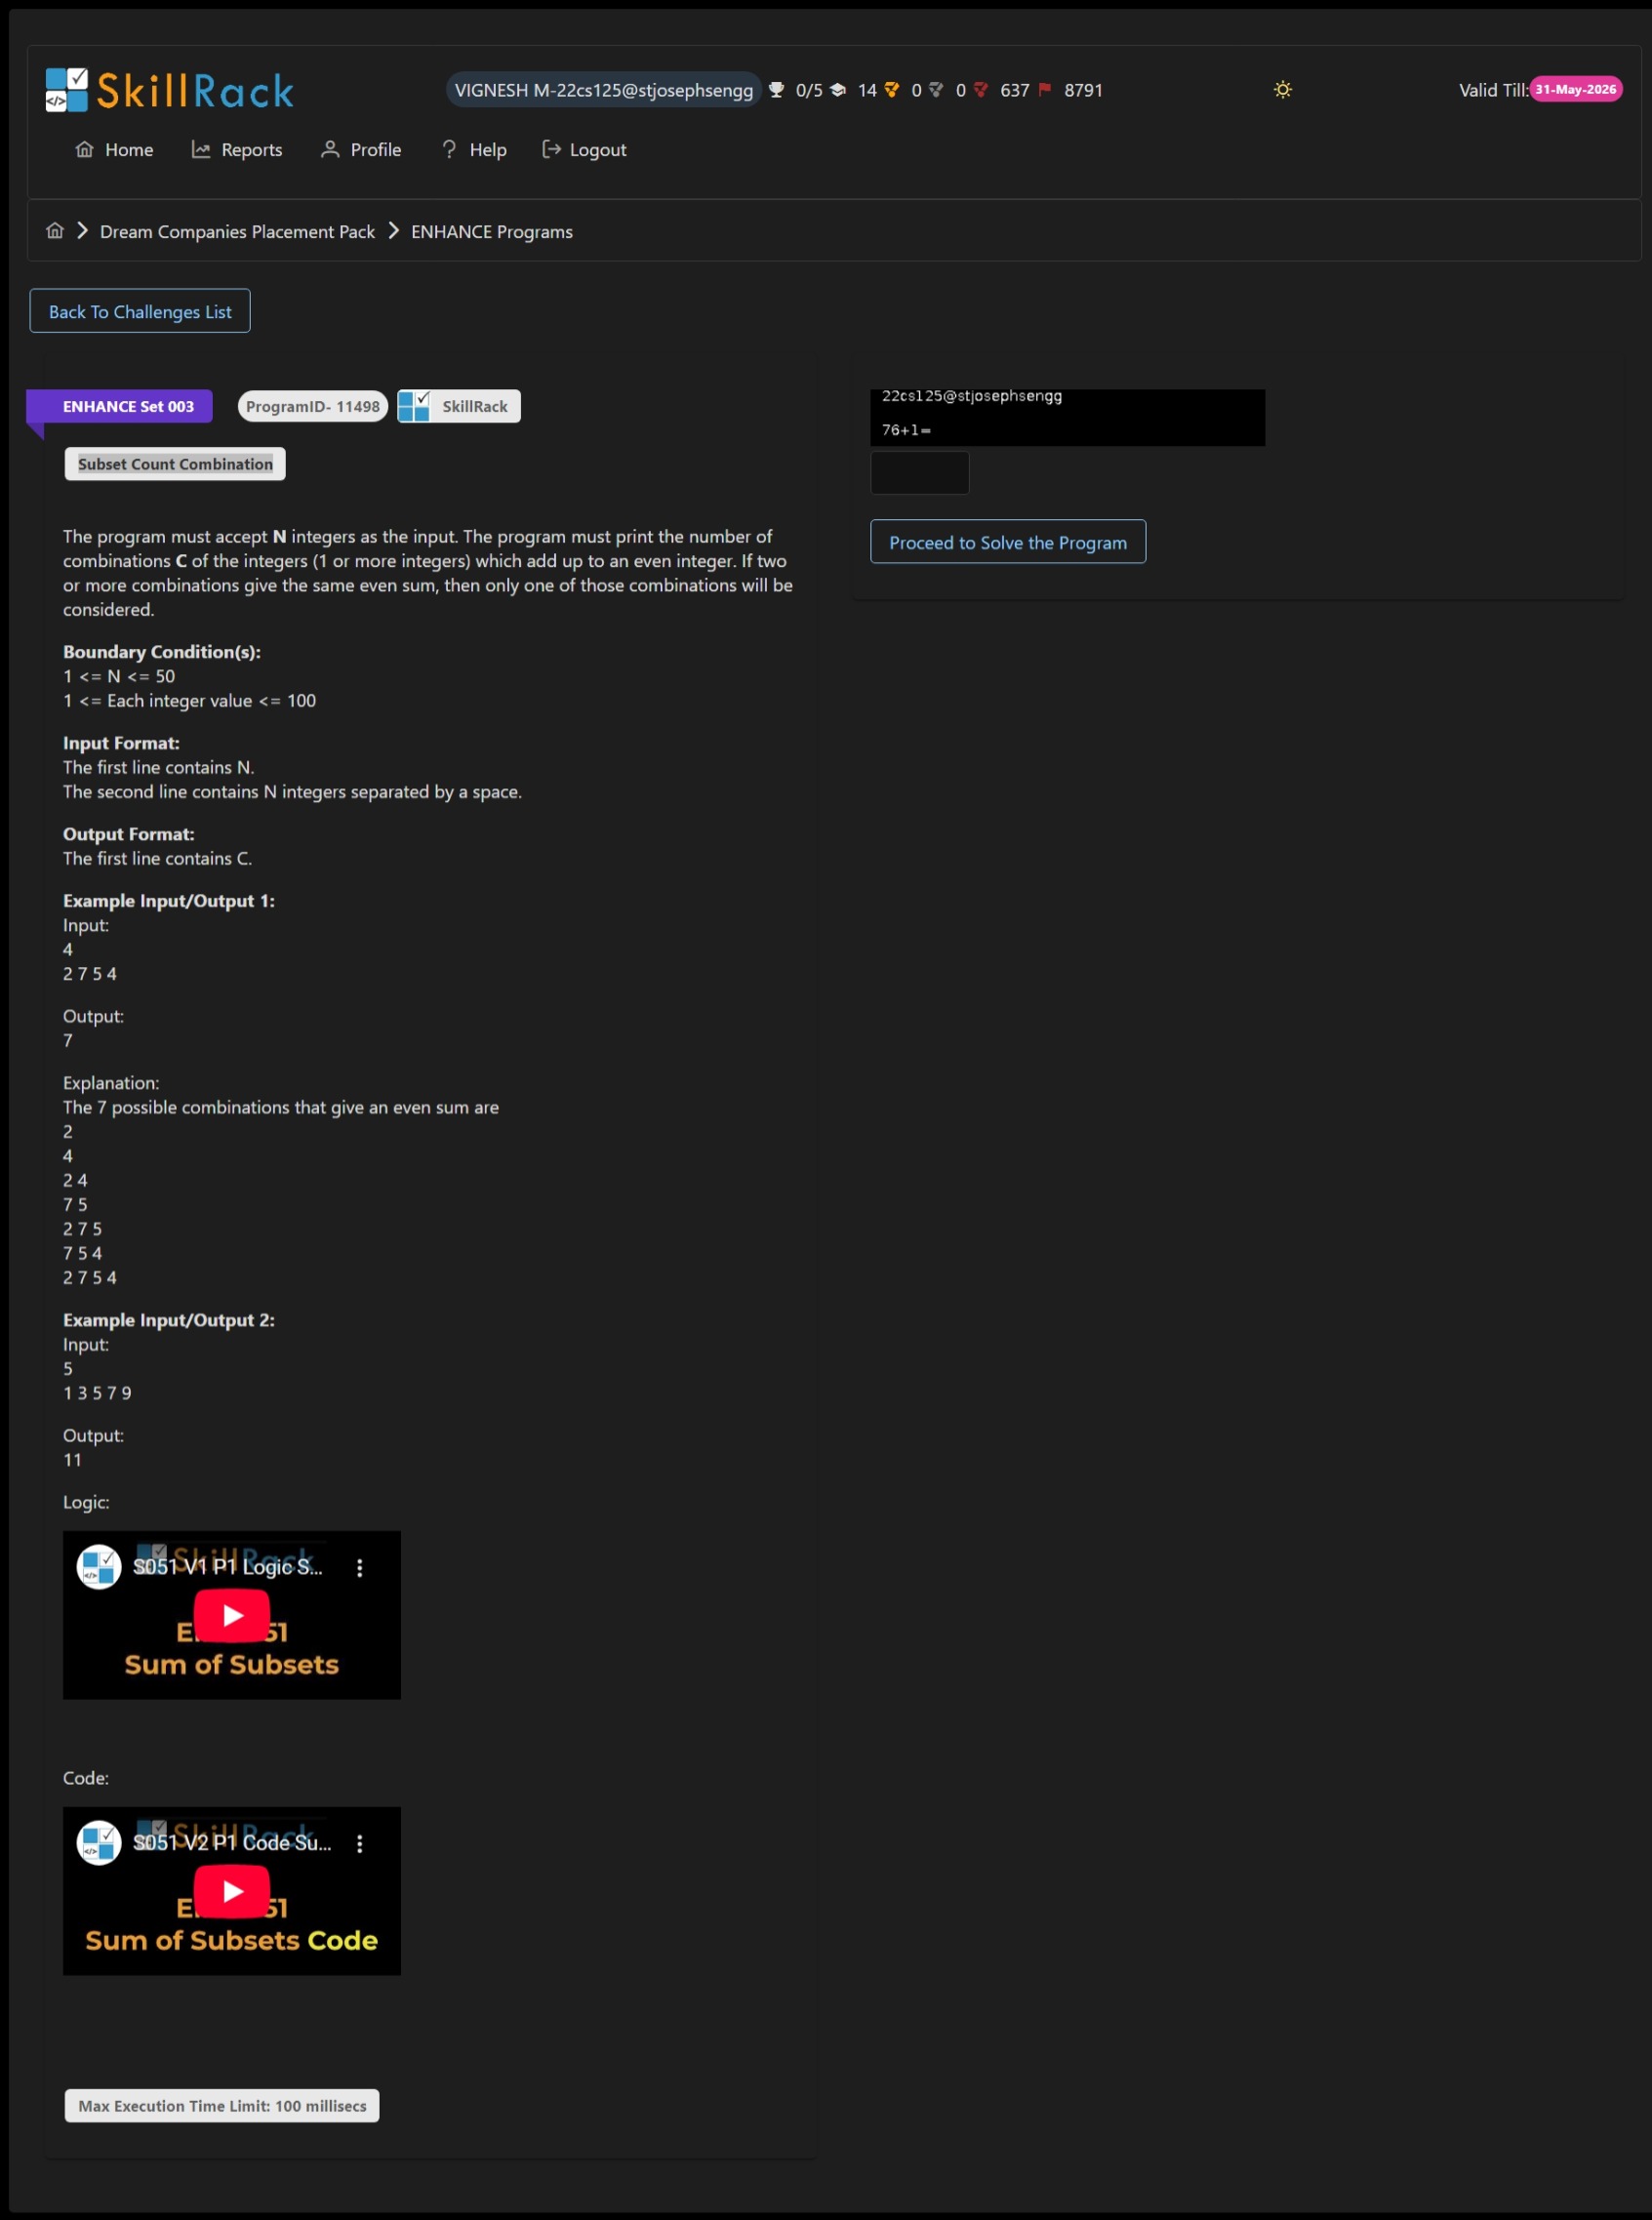 SkillRack
VIGNESH M-22cs125@stjosephsengg 0/5 14 0 0 637 8791
Valid Till: 31-May-2026
Home Reports Profile Help Logout
Dream Companies Placement Pack ENHANCE Programs
Back To Challenges List
ENHANCE Set 003 ProgramID- 11498 SkillRack
Subset Count Combination
The program must accept N integers as the input. The program must print the number of
combinations C of the integers (1 or more integers) which add up to an even integer. If two
or more combinations give the same even sum, then only one of those combinations will be
considered.
Boundary Condition(s):
1 <= N <= 50
1 <= Each integer value <= 100
Input Format:
The first line contains N.
The second line contains N integers separated by a space.
Output Format:
The first line contains C.
Example Input/Output 1:
Input:
4
2 7 5 4
Output:
7
Explanation:
The 7 possible combinations that give an even sum are
2
4
2 4
7 5
2 7 5
7 5 4
2 7 5 4
Example Input/Output 2:
Input:
5
1 3 5 7 9
Output:
11
Logic:
SkillRack
S051 V1 P1 Logic S...
Sum of Subsets
Code:
SkillRack
S051 V2 P1 Code Su...
Sum of Subsets Code
Max Execution Time Limit: 100 millisecs
22cs125@stjosephsengg
76+1=
Proceed to Solve the Program